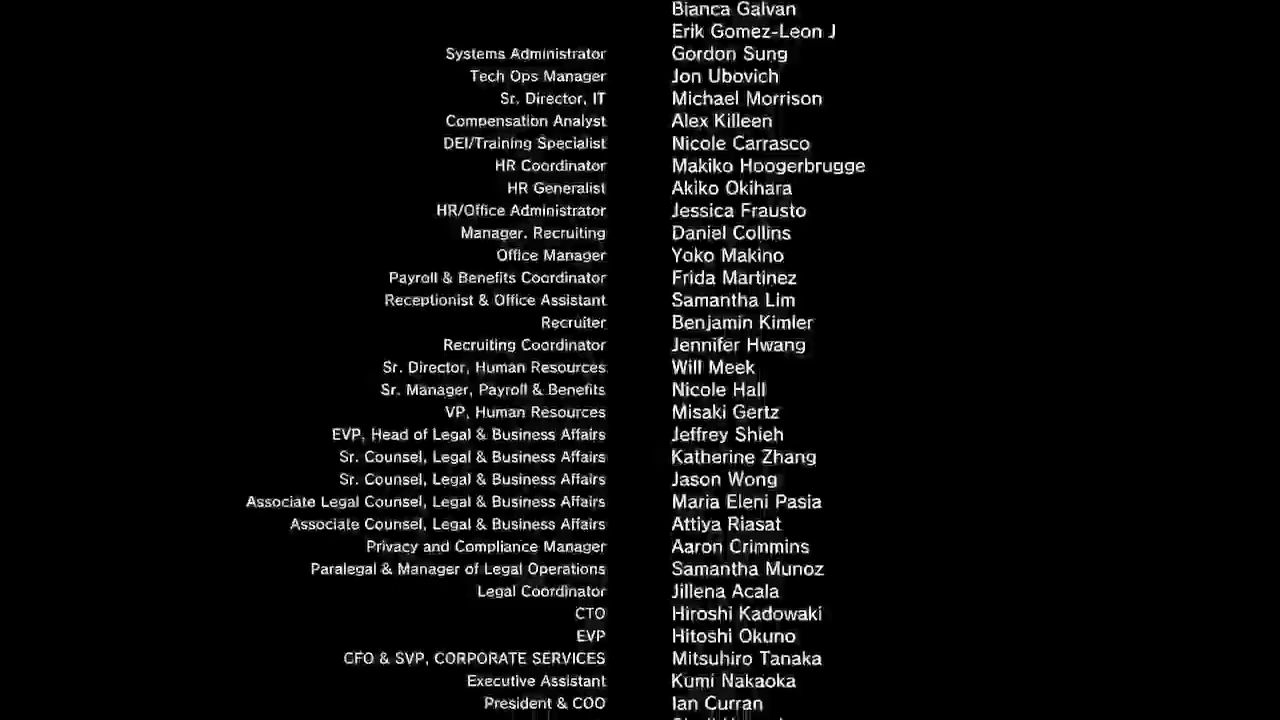 Bianca Galvan
Erik Gomez-Leon J
Systems Administrator Gordon Sung
Tech Ops Manager Jon Ubovich
Sr. Director, IT Michael Morrison
Compensation Analyst Alex Killeen
DEI/Training Specialist Nicole Carrasco
HR Coordinator Makiko Hoogerbrugge
HR Generalist Akiko Okihara
HR/Office Administrator Jessica Frausto
Manager. Recruiting Daniel Collins
Office Manager Yoko Makino
Payroll & Benefits Coordinator Frida Martinez
Receptionist & Office Assistant Samantha Lim
Recruiter Benjamin Kimler
Recruiting Coordinator Jennifer Hwang
Sr. Director, Human Resources Will Meek
Sr. Manager, Payroll & Benefits Nicole Hall
VP, Human Resources Misaki Gertz
EVP, Head of Legal & Business Affairs Jeffrey Shieh
Sr. Counsel, Legal & Business Affairs Katherine Zhang
Sr. Counsel, Legal & Business Affairs Jason Wong
Associate Legal Counsel, Legal & Business Affairs Maria Eleni Pasia
Associate Counsel, Legal & Business Affairs Attiya Riasat
Privacy and Compliance Manager Aaron Crimmins
Paralegal & Manager of Legal Operations Samantha Munoz
Legal Coordinator Jillena Acala
CTO Hiroshi Kadowaki
EVP Hitoshi Okuno
CFO & SVP, CORPORATE SERVICES Mitsuhiro Tanaka
Executive Assistant Kumi Nakaoka
President & COO Ian Curran